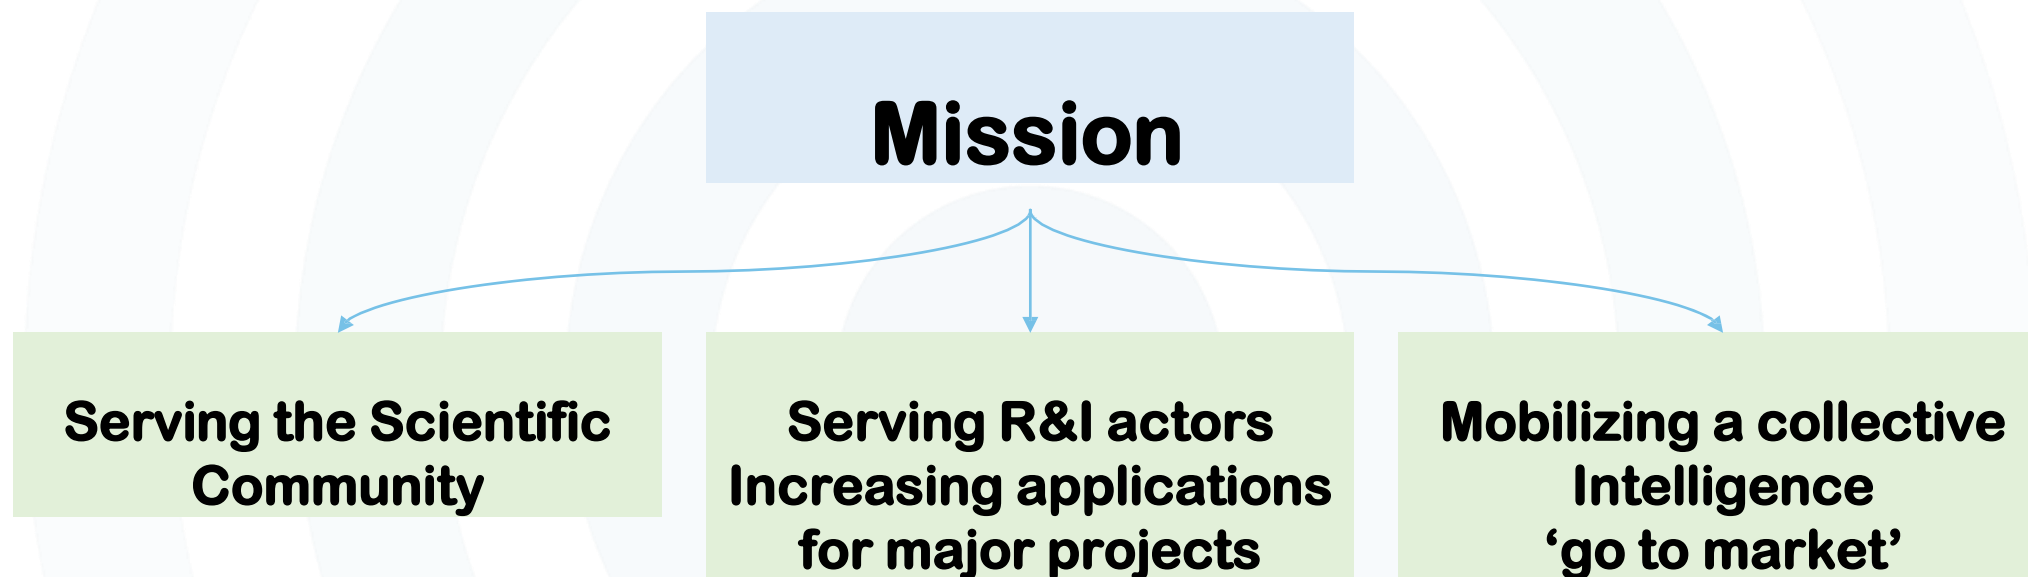 Mission
Serving the Scientific
Community
Serving R&I actors
Increasing applications
for major projects
Mobilizing a collective
Intelligence
‘go to market’